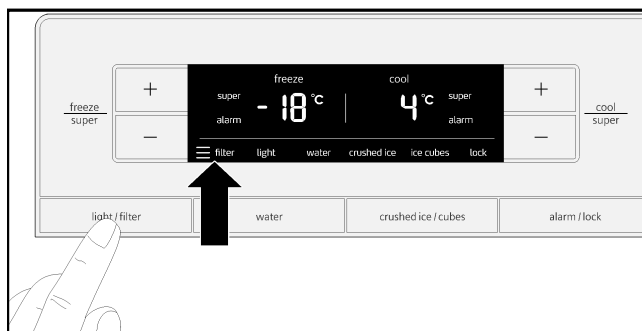 freeze cool
super super
-18°C 4°C
alarm alarm
filter light water crushed ice ice cubes lock
+ +
freeze cool
super super
− −
light / filter water crushed ice / cubes alarm / lock